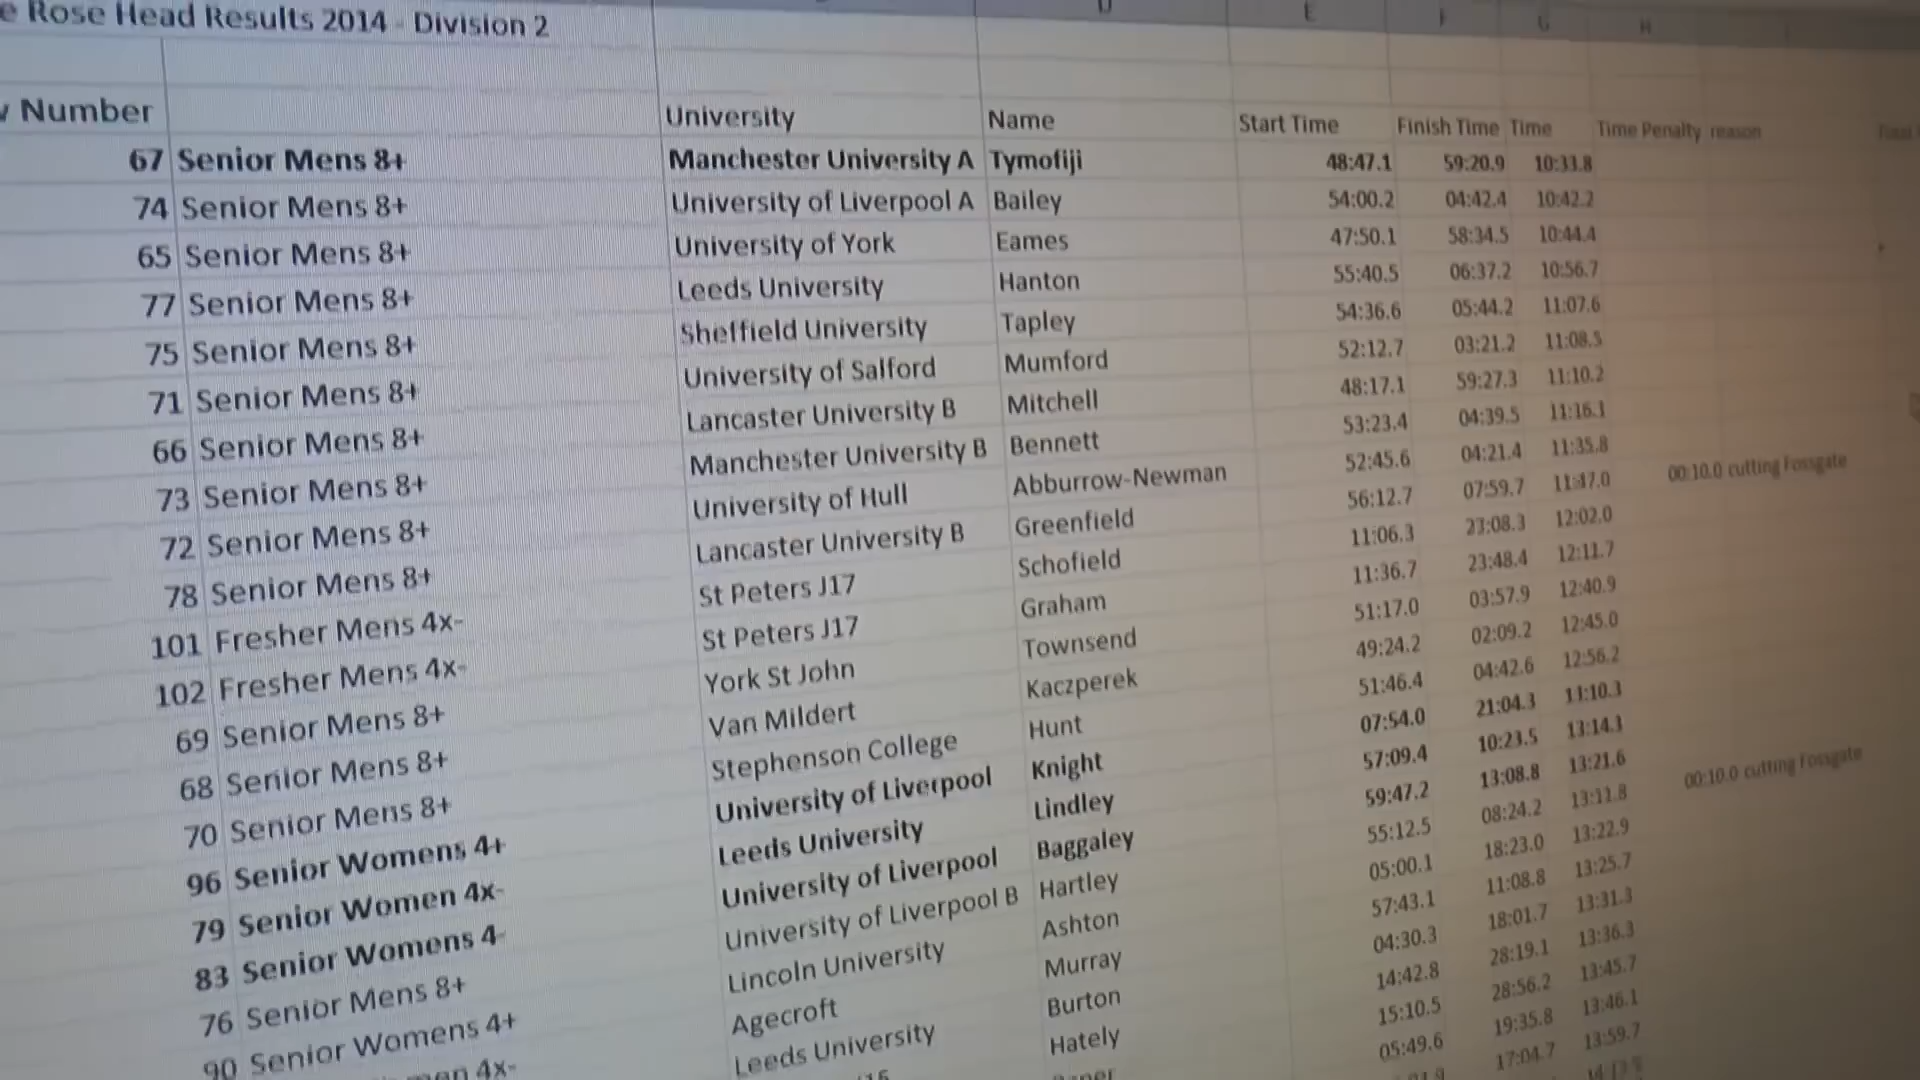 Rose Head Results 2014 - Division 2
Number University Name Start Time Finish Time Time Time Penalty reason
67 Senior Mens 8+ Manchester University A Tymofiji 48:47.1 59:20.9 10:33.8
74 Senior Mens 8+ University of Liverpool A Bailey 54:00.2 04:42.4 10:42.2
65 Senior Mens 8+ University of York Eames 47:50.1 58:34.5 10:44.4
77 Senior Mens 8+ Leeds University Hanton 55:40.5 06:37.2 10:56.7
75 Senior Mens 8+ Sheffield University Tapley 54:36.6 05:44.2 11:07.6
71 Senior Mens 8+ University of Salford Mumford 52:12.7 03:21.2 11:08.5
66 Senior Mens 8+ Lancaster University B Mitchell 48:17.1 59:27.3 11:10.2
73 Senior Mens 8+ Manchester University B Bennett 53:23.4 04:39.5 11:16.1
72 Senior Mens 8+ University of Hull Abburrow-Newman 52:45.6 04:21.4 11:35.8
78 Senior Mens 8+ Lancaster University B Greenfield 56:12.7 07:59.7 11:47.0 00:10.0 cutting Fossgate
101 Fresher Mens 4x- St Peters J17 Schofield 11:06.3 23:08.3 12:02.0
102 Fresher Mens 4x- St Peters J17 Graham 11:36.7 23:48.4 12:11.7
69 Senior Mens 8+ York St John Townsend 51:17.0 03:57.9 12:40.9
68 Senior Mens 8+ Van Mildert Kaczperek 49:24.2 02:09.2 12:45.0
70 Senior Mens 8+ Stephenson College Hunt 51:46.4 04:42.6 12:56.2
96 Senior Womens 4+ University of Liverpool Knight 07:54.0 21:04.3 13:10.3
79 Senior Women 4x- Leeds University Lindley 57:09.4 10:23.5 13:14.1
83 Senior Womens 4- University of Liverpool Baggaley 59:47.2 13:08.8 13:21.6
76 Senior Mens 8+ University of Liverpool B Hartley 55:12.5 08:24.2 13:11.8 00:10.0 cutting Fossgate
90 Senior Womens 4+ Lincoln University Ashton 05:00.1 18:23.0 13:22.9
4x- Agecroft Murray 57:43.1 11:08.8 13:25.7
Leeds University Burton 04:30.3 18:01.7 13:31.3
Hately 14:42.8 28:19.1 13:36.3
15:10.5 28:56.2 13:45.7
05:49.6 19:35.8 13:46.1
17:04.7 13:59.7